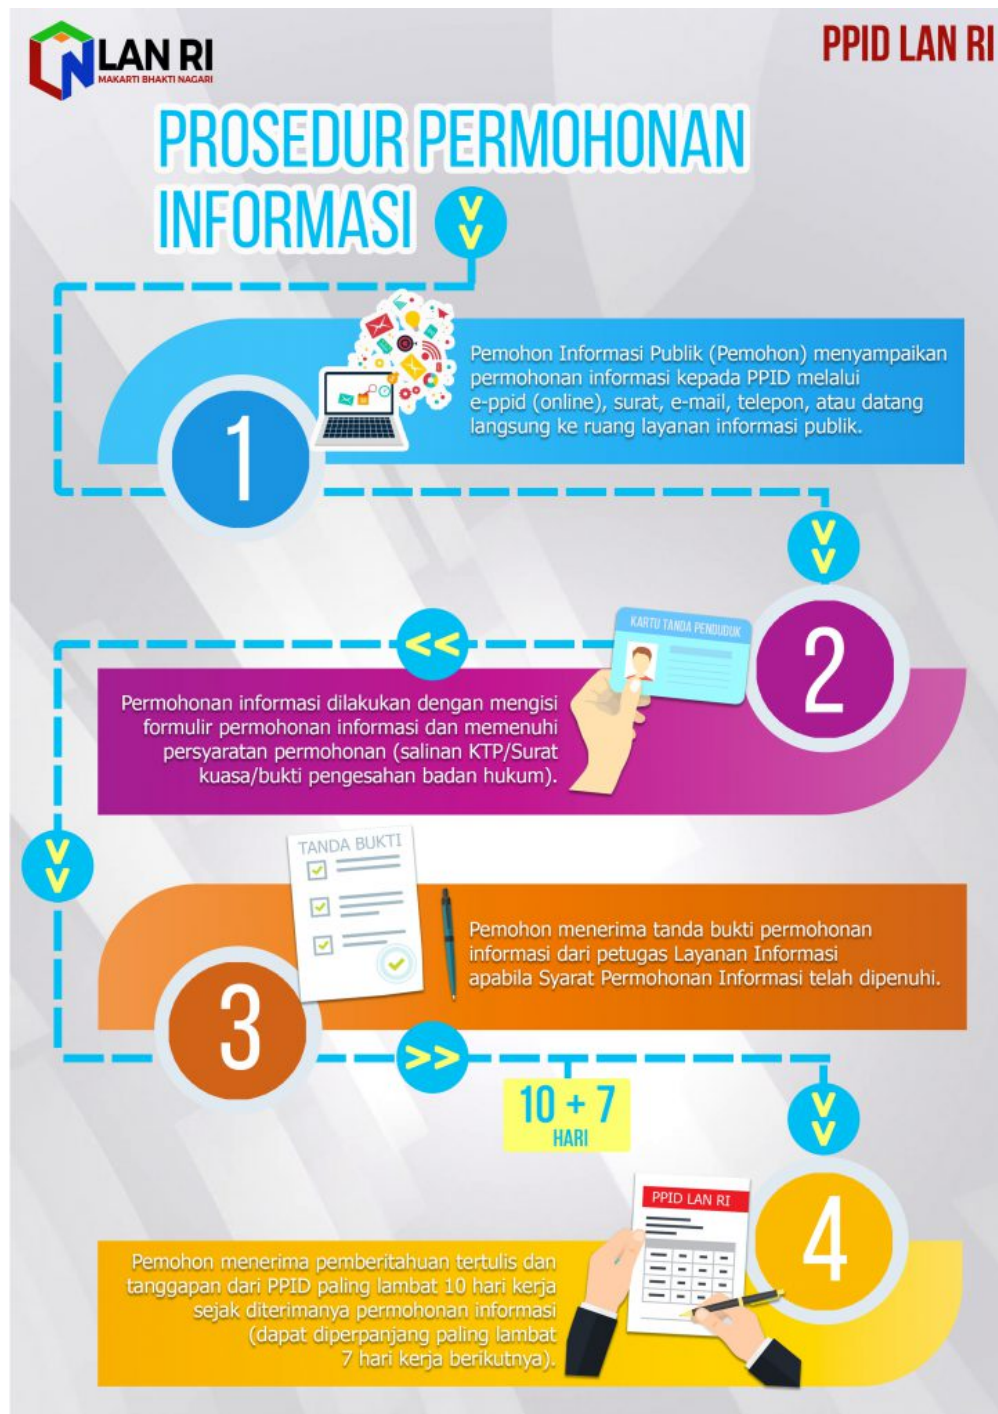 LAN RI
MAKARTI BHAKTI NAGARI
PPID LAN RI
PROSEDUR PERMOHONAN
INFORMASI
1
Pemohon Informasi Publik (Pemohon) menyampaikan
permohonan informasi kepada PPID melalui
e-ppid (online), surat, e-mail, telepon, atau datang
langsung ke ruang layanan informasi publik.
2
KARTU TANDA PENDUDUK
Permohonan informasi dilakukan dengan mengisi
formulir permohonan informasi dan memenuhi
persyaratan permohonan (salinan KTP/Surat
kuasa/bukti pengesahan badan hukum).
TANDA BUKTI
3
Pemohon menerima tanda bukti permohonan
informasi dari petugas Layanan Informasi
apabila Syarat Permohonan Informasi telah dipenuhi.
10 + 7
HARI
4
PPID LAN RI
Pemohon menerima pemberitahuan tertulis dan
tanggapan dari PPID paling lambat 10 hari kerja
sejak diterimanya permohonan informasi
(dapat diperpanjang paling lambat
7 hari kerja berikutnya).